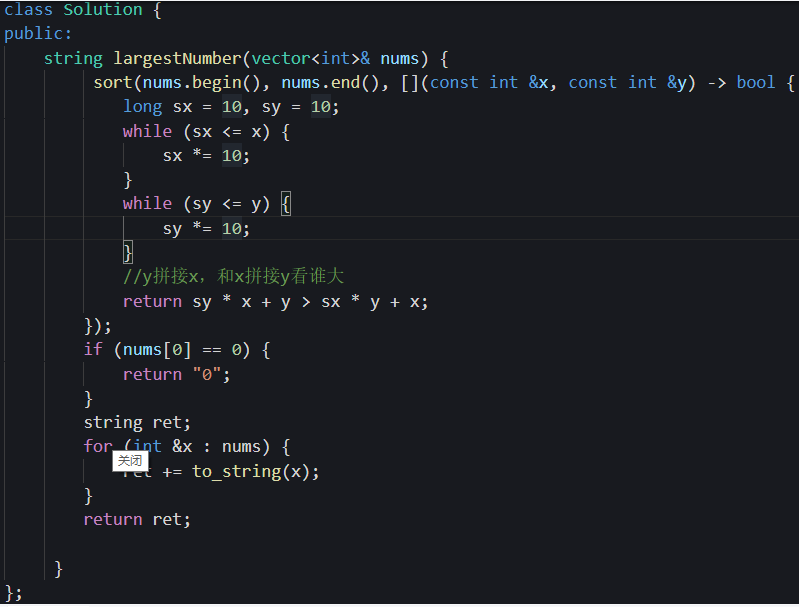 class Solution {
public:
    string largestNumber(vector<int>& nums) {
         sort(nums.begin(), nums.end(), [](const int &x, const int &y) -> bool {
            long sx = 10, sy = 10;
            while (sx <= x) {
                sx *= 10;
            }
            while (sy <= y) {
                sy *= 10;
            }
            //y拼接x，和x拼接y看谁大
            return sy * x + y > sx * y + x;
        });
        if (nums[0] == 0) {
            return "0";
        }
        string ret;
        for (int &x : nums) {
关闭
            ret += to_string(x);
        }
        return ret;
     }
};